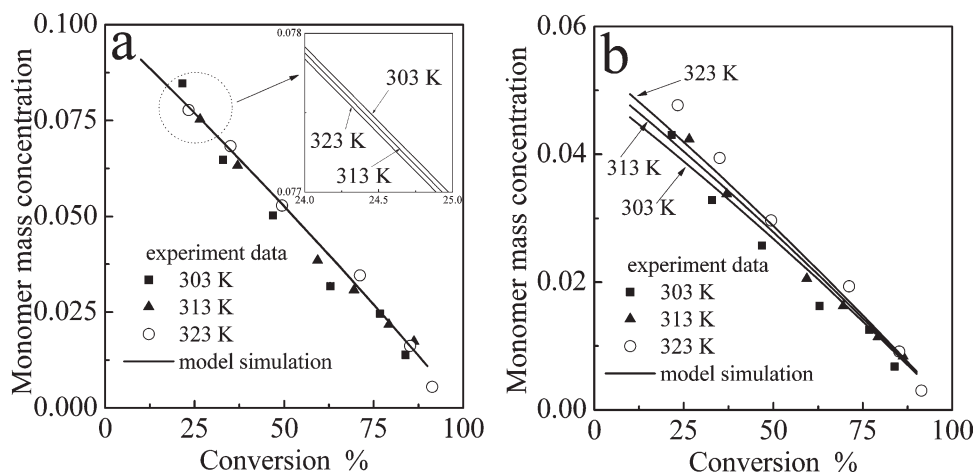 a
Monomer mass concentration
0.100
0.075
0.050
0.025
0.000
0.078
0.077
24.0
24.5
25.0
303 K
323 K
313 K
experiment data
303 K
313 K
323 K
model simulation
0
25
50
75
100
Conversion %
b
Monomer mass concentration
0.06
0.04
0.02
0.00
323 K
313 K
303 K
experiment data
303 K
313 K
323 K
model simulation
0
25
50
75
100
Conversion %